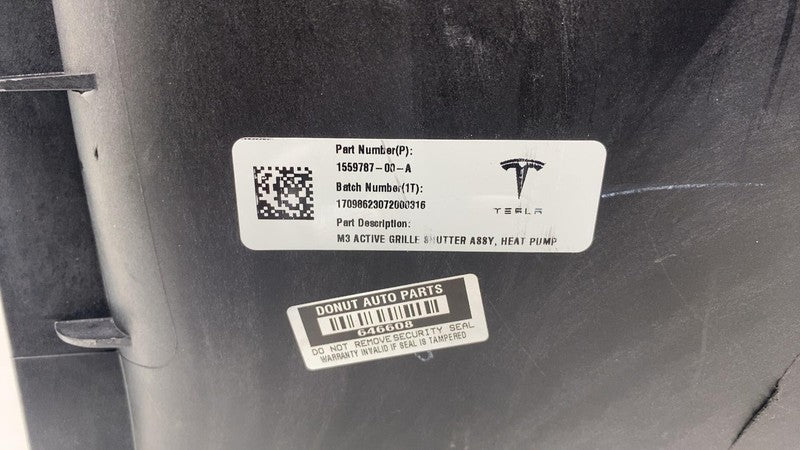 Part Number(P):
1559787-00-A
Batch Number(1T):
17098623072000316
Part Description:
M3 ACTIVE GRILLE SHUTTER ASSY, HEAT PUMP
TESLA
DONUT AUTO PARTS
646608
DO NOT REMOVE SECURITY SEAL
WARRANTY INVALID IF SEAL IS TAMPERED